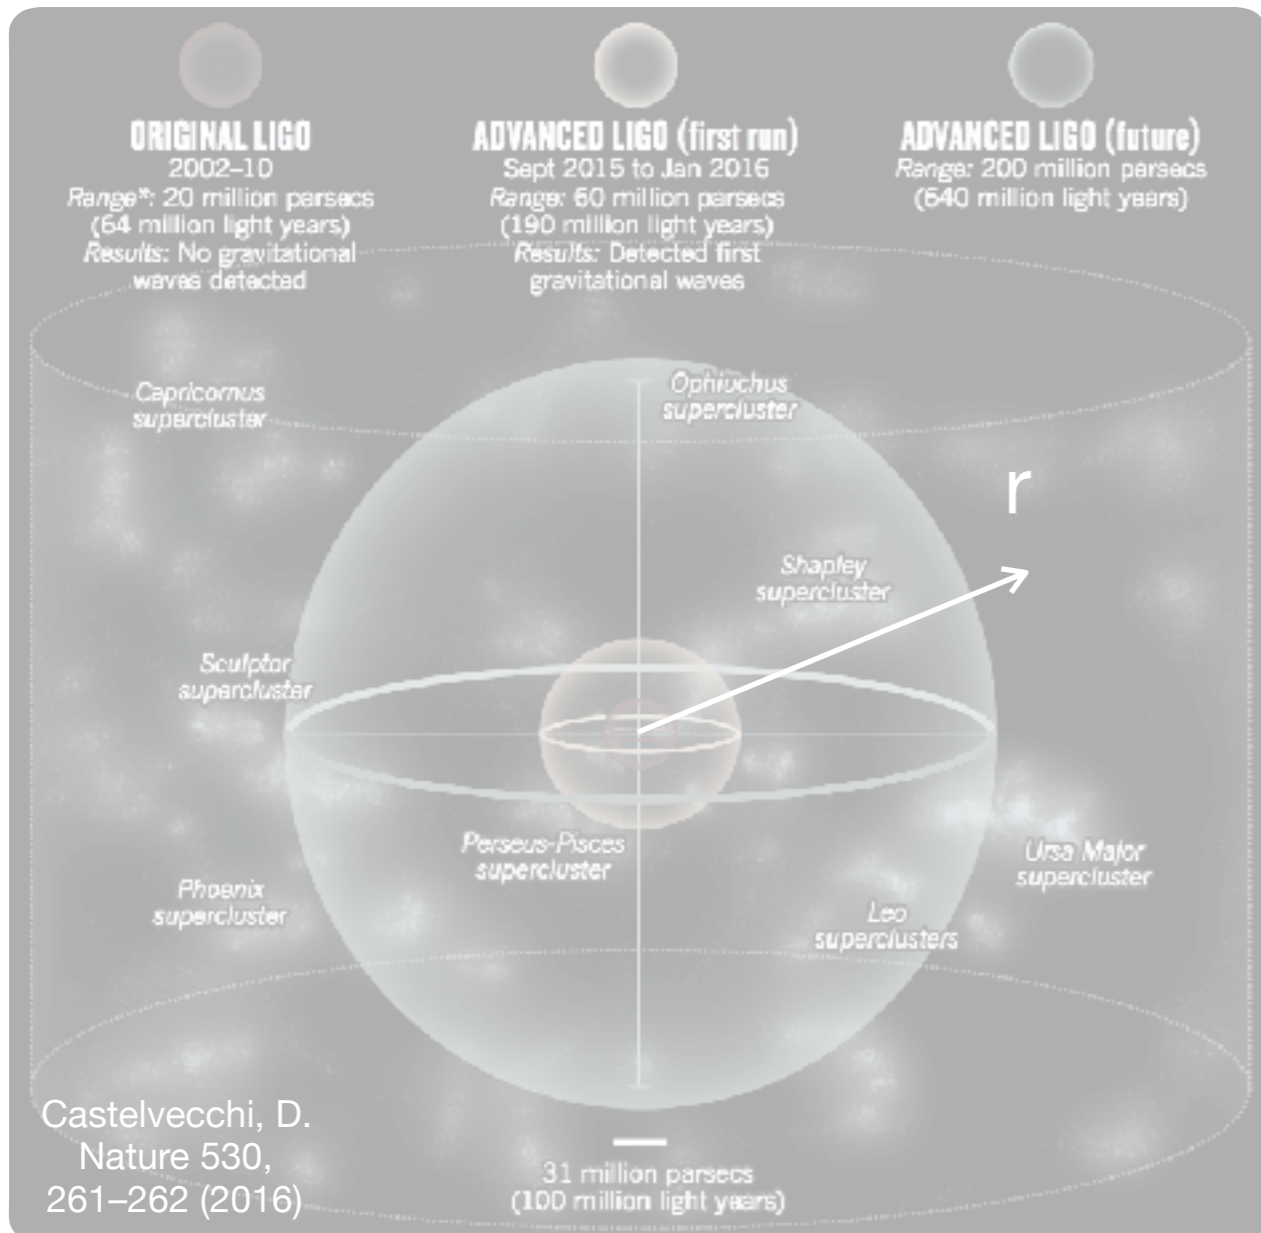 ORIGINAL LIGO
2002–10
Range*: 20 million parsecs
(64 million light years)
Results: No gravitational
waves detected
ADVANCED LIGO (first run)
Sept 2015 to Jan 2016
Range: 60 million parsecs
(190 million light years)
Results: Detected first
gravitational waves
ADVANCED LIGO (future)
Range: 200 million parsecs
(640 million light years)
Capricornus
supercluster
Ophiuchus
supercluster
r
Shapley
supercluster
Sculptor
supercluster
Perseus-Pisces
supercluster
Ursa Major
supercluster
Phoenix
supercluster
Leo
superclusters
Castelvecchi, D.
Nature 530,
261–262 (2016)
31 million parsecs
(100 million light years)